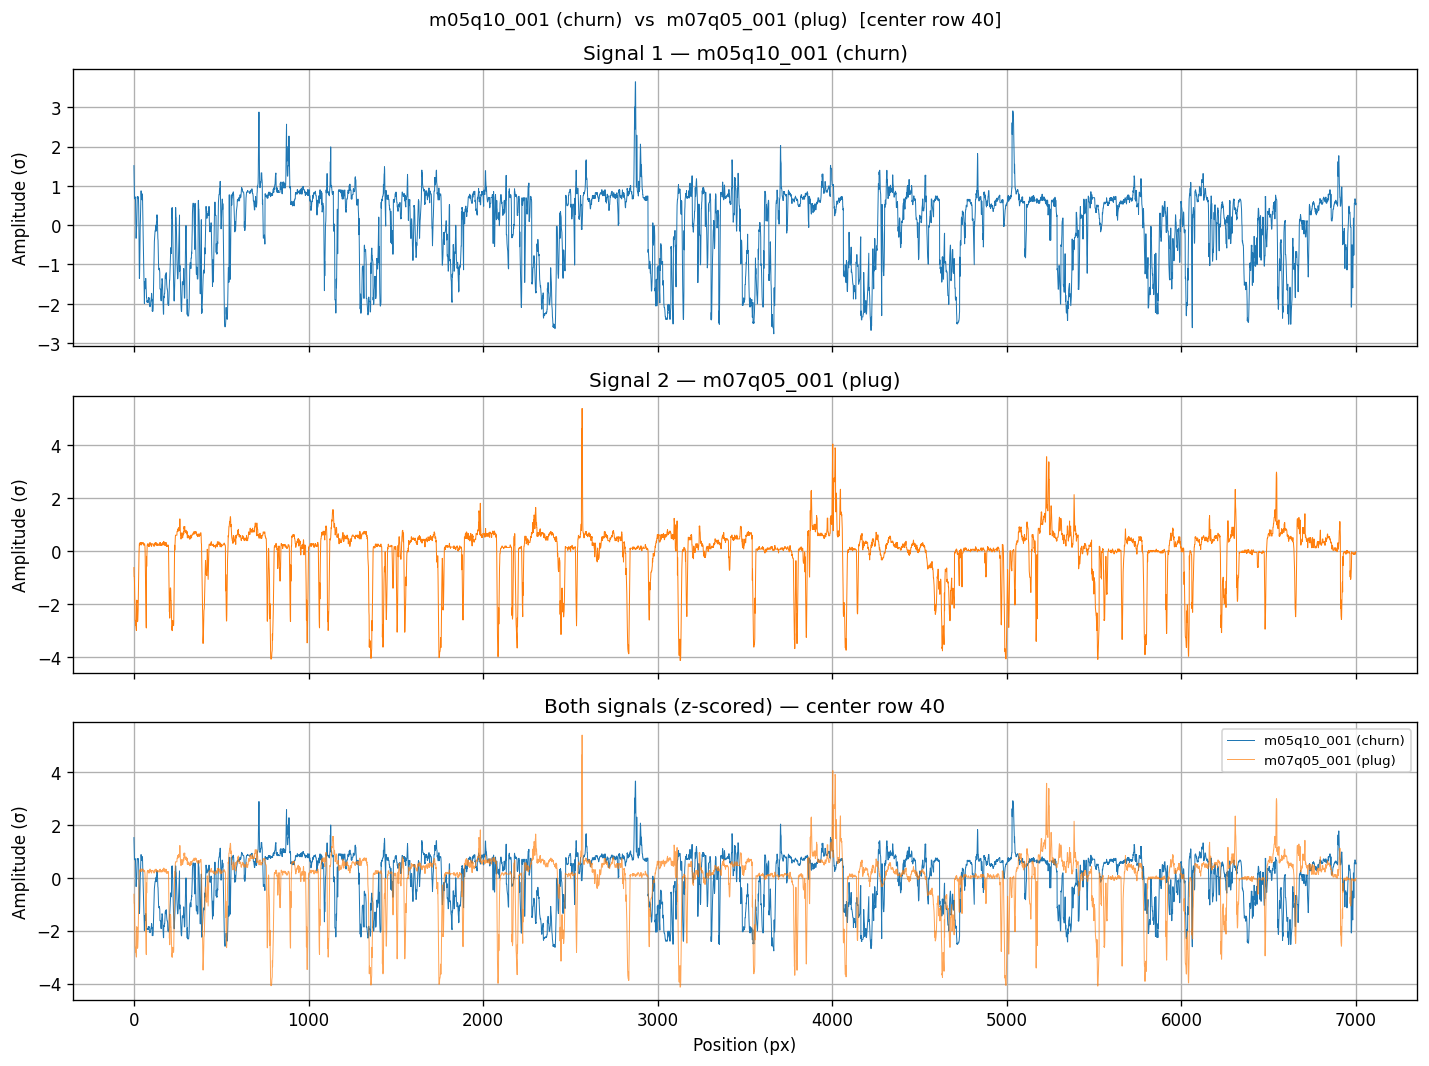 m05q10_001 (churn)  vs  m07q05_001 (plug)  [center row 40]
Signal 1 — m05q10_001 (churn)
Amplitude (σ)
3
2
1
0
−1
−2
−3
Signal 2 — m07q05_001 (plug)
Amplitude (σ)
4
2
0
−2
−4
Both signals (z-scored) — center row 40
m05q10_001 (churn)
m07q05_001 (plug)
Amplitude (σ)
4
2
0
−2
−4
0 1000 2000 3000 4000 5000 6000 7000
Position (px)